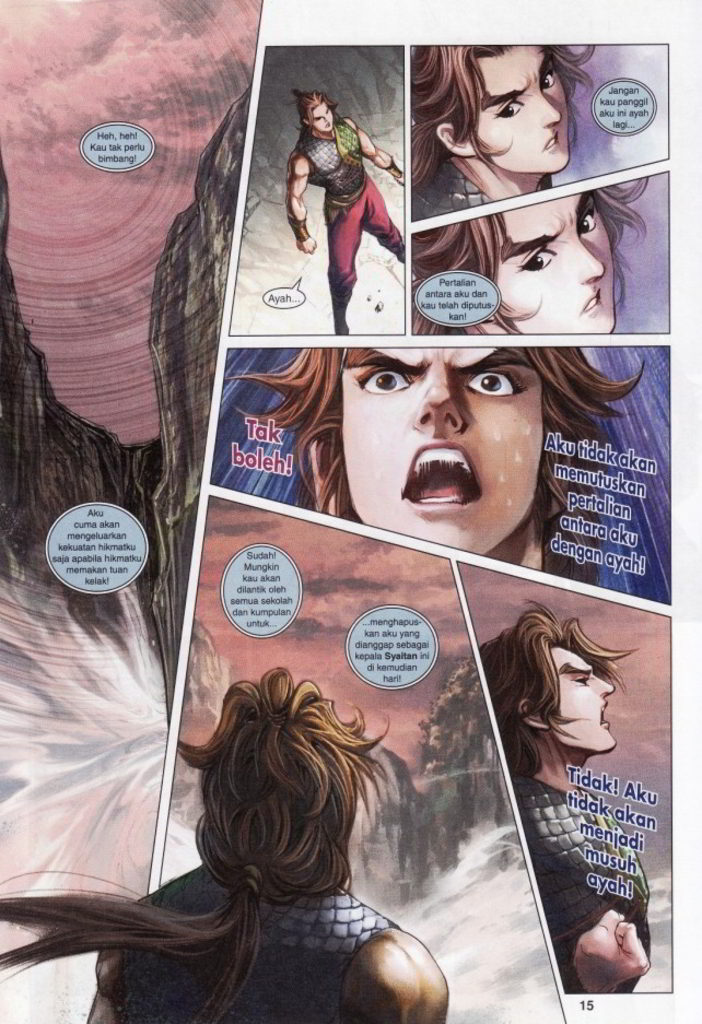 Heh, heh!
Kau tak perlu
bimbang!
Aku
cuma akan
mengeluarkan
kekuatan hikmatku
saja apabila hikmatku
memakan tuan
kelak!
Ayah...
Jangan
kau panggil
aku ini ayah
lagi...
Pertalian
antara aku dan
kau telah diputus-
kan!
Tak
boleh!
Aku tidak akan
memutuskan
pertalian
antara aku
dengan ayah!
Sudah!
Mungkin
kau akan
dilantik oleh
semua sekolah
dan kumpulan
untuk...
...menghapus-
kan aku yang
dianggap sebagai
kepala Syaitan ini
di kemudian
hari!
Tidak! Aku
tidak akan
menjadi
musuh
ayah!
15